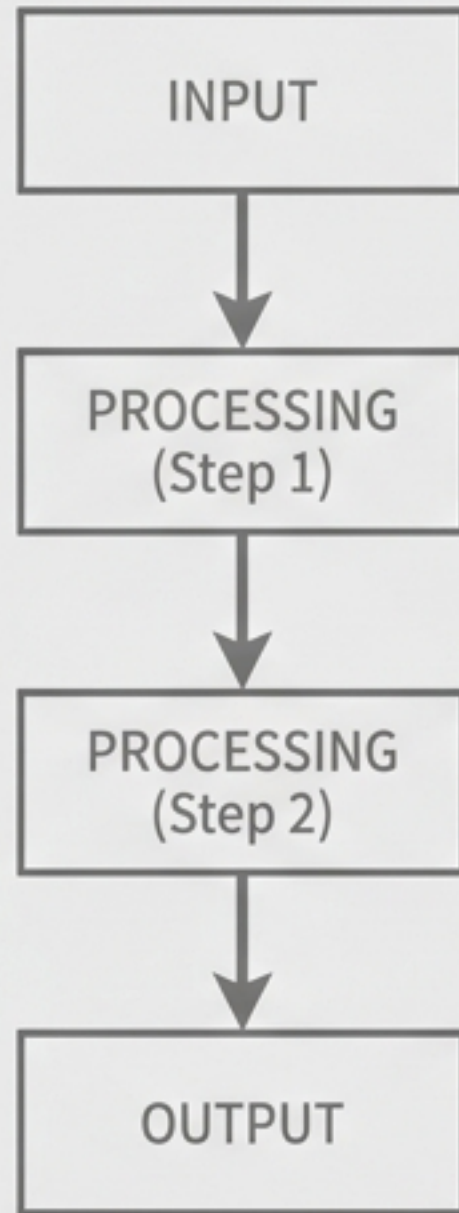 INPUT
PROCESSING
(Step 1)
PROCESSING
(Step 2)
OUTPUT